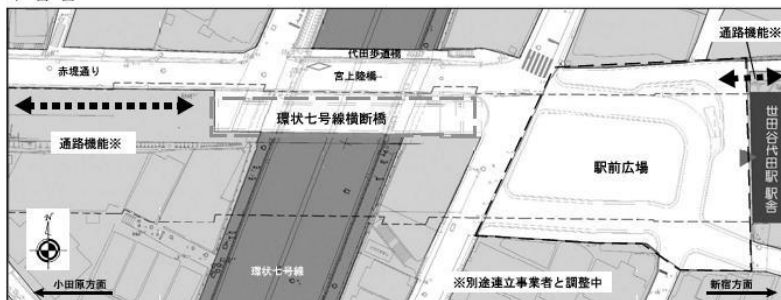 代田歩道橋
通路機能※
赤堤通り
宮上陸橋
環状七号線横断橋
通路機能※
駅前広場
世田谷代田駅 駅舎
N
環状七号線
※別途連立事業者と調整中
小田原方面
新宿方面